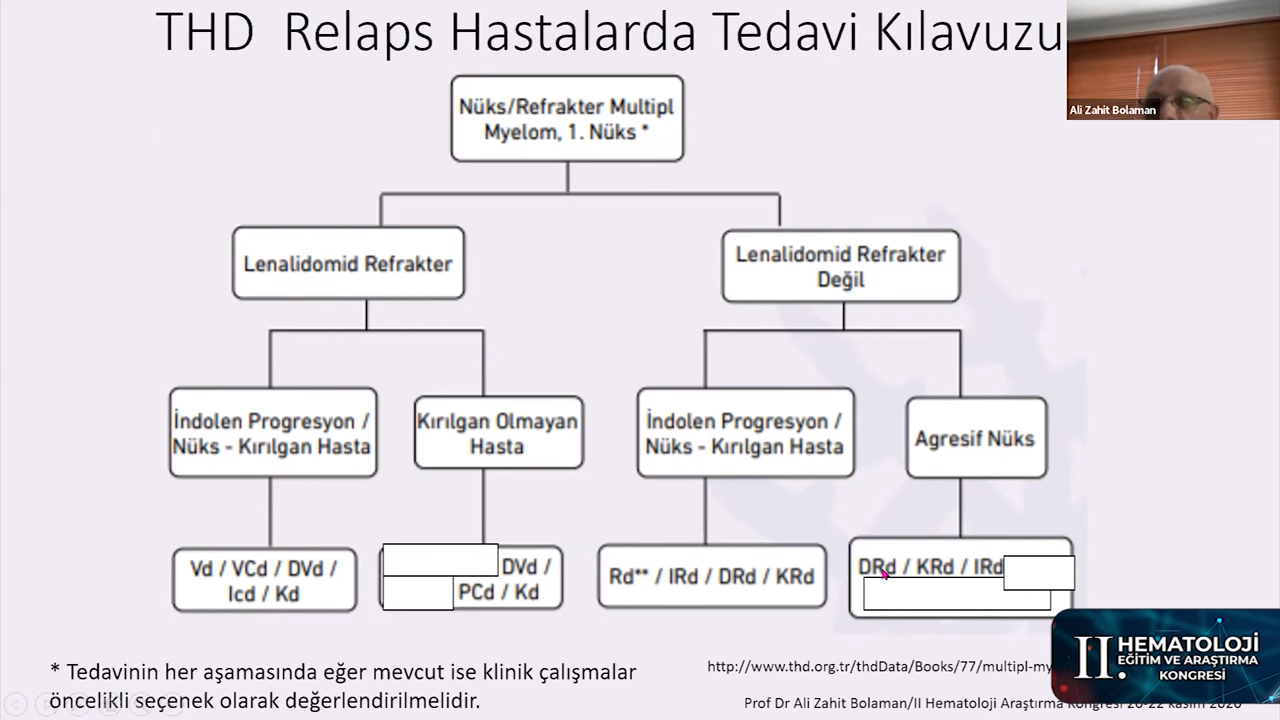 THD Relaps Hastalarda Tedavi Kılavuzu
Ali Zahit Bolaman
Nüks/Refrakter Multipl
Myelom, 1. Nüks *
Lenalidomid Refrakter
Lenalidomid Refrakter
Değil
İndolen Progresyon /
Nüks - Kırılgan Hasta
Kırılgan Olmayan
Hasta
İndolen Progresyon /
Nüks - Kırılgan Hasta
Agresif Nüks
Vd / VCd / DVd /
Icd / Kd
DVd /
PCd / Kd
Rd** / IRd / DRd / KRd
DRd / KRd / IRd
* Tedavinin her aşamasında eğer mevcut ise klinik çalışmalar
öncelikli seçenek olarak değerlendirilmelidir.
http://www.thd.org.tr/thdData/Books/77/multipl-my
Prof Dr Ali Zahit Bolaman/II Hematoloji Araştırma Kongresi 20-22 kasım 2020
II. HEMATOLOJİ
EĞİTİM VE ARAŞTIRMA
KONGRESİ